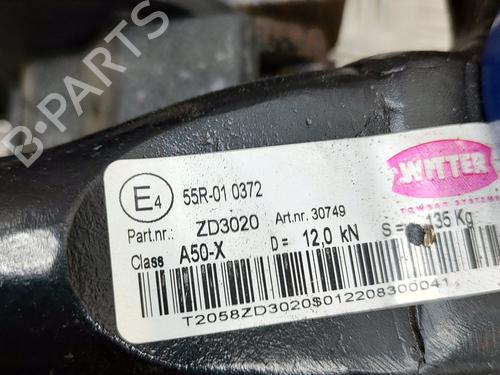 B-PARTS
WITTER
TOWBAR SYSTEMS
E4 55R-01 0372
Part.nr.: ZD3020 Art.nr. 30749
Class A50-X D= 12,0 kN S= 135 Kg
T2058ZD3020$012208300041